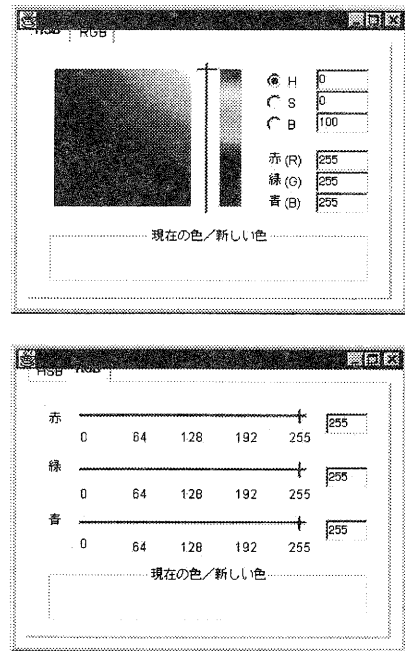 HSB RGB
H 0
S 0
B 100
赤(R) 255
緑(G) 255
青(B) 255
現在の色／新しい色
HSB RGB
赤 255
0 64 128 192 255
緑 255
0 64 128 192 255
青 255
0 64 128 192 255
現在の色／新しい色